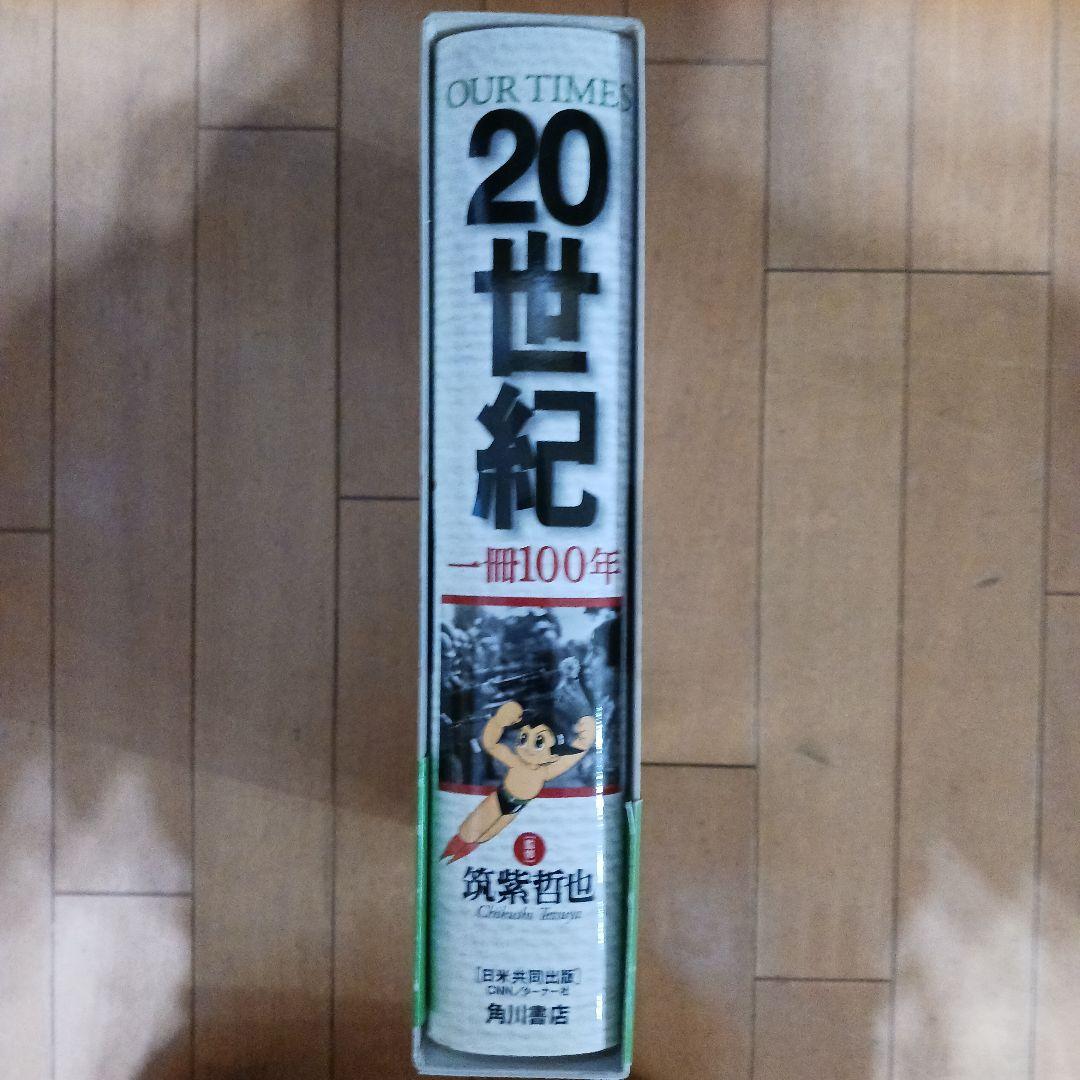 OUR TIMES
20
世
紀
一冊100年
[監修]
筑紫哲也
Chikushi Tetsuya
[日米共同出版]
CNN/ターナー社
角川書店